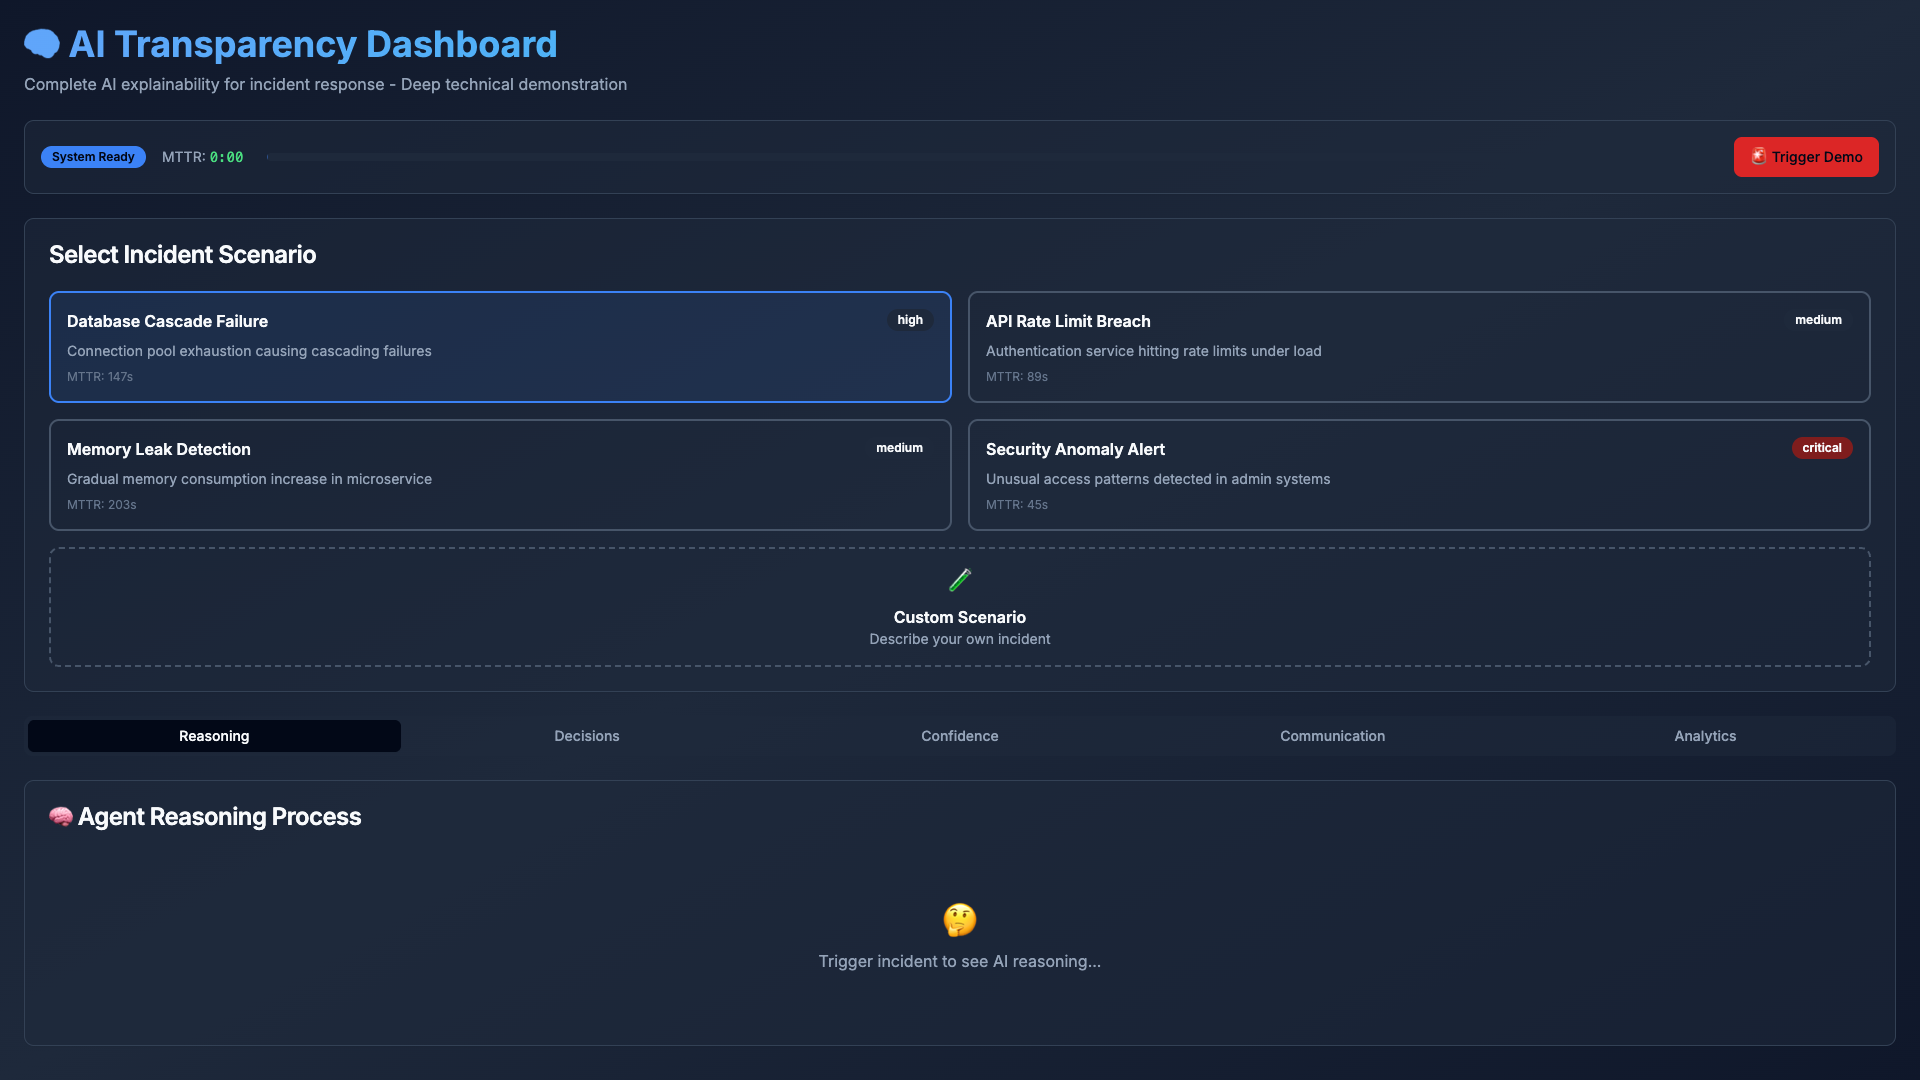 AI Transparency Dashboard
Complete AI explainability for incident response - Deep technical demonstration
System Ready
MTTR: 0:00
Trigger Demo
Select Incident Scenario
Database Cascade Failure
high
Connection pool exhaustion causing cascading failures
MTTR: 147s
API Rate Limit Breach
medium
Authentication service hitting rate limits under load
MTTR: 89s
Memory Leak Detection
medium
Gradual memory consumption increase in microservice
MTTR: 203s
Security Anomaly Alert
critical
Unusual access patterns detected in admin systems
MTTR: 45s
Custom Scenario
Describe your own incident
Reasoning
Decisions
Confidence
Communication
Analytics
Agent Reasoning Process
Trigger incident to see AI reasoning...